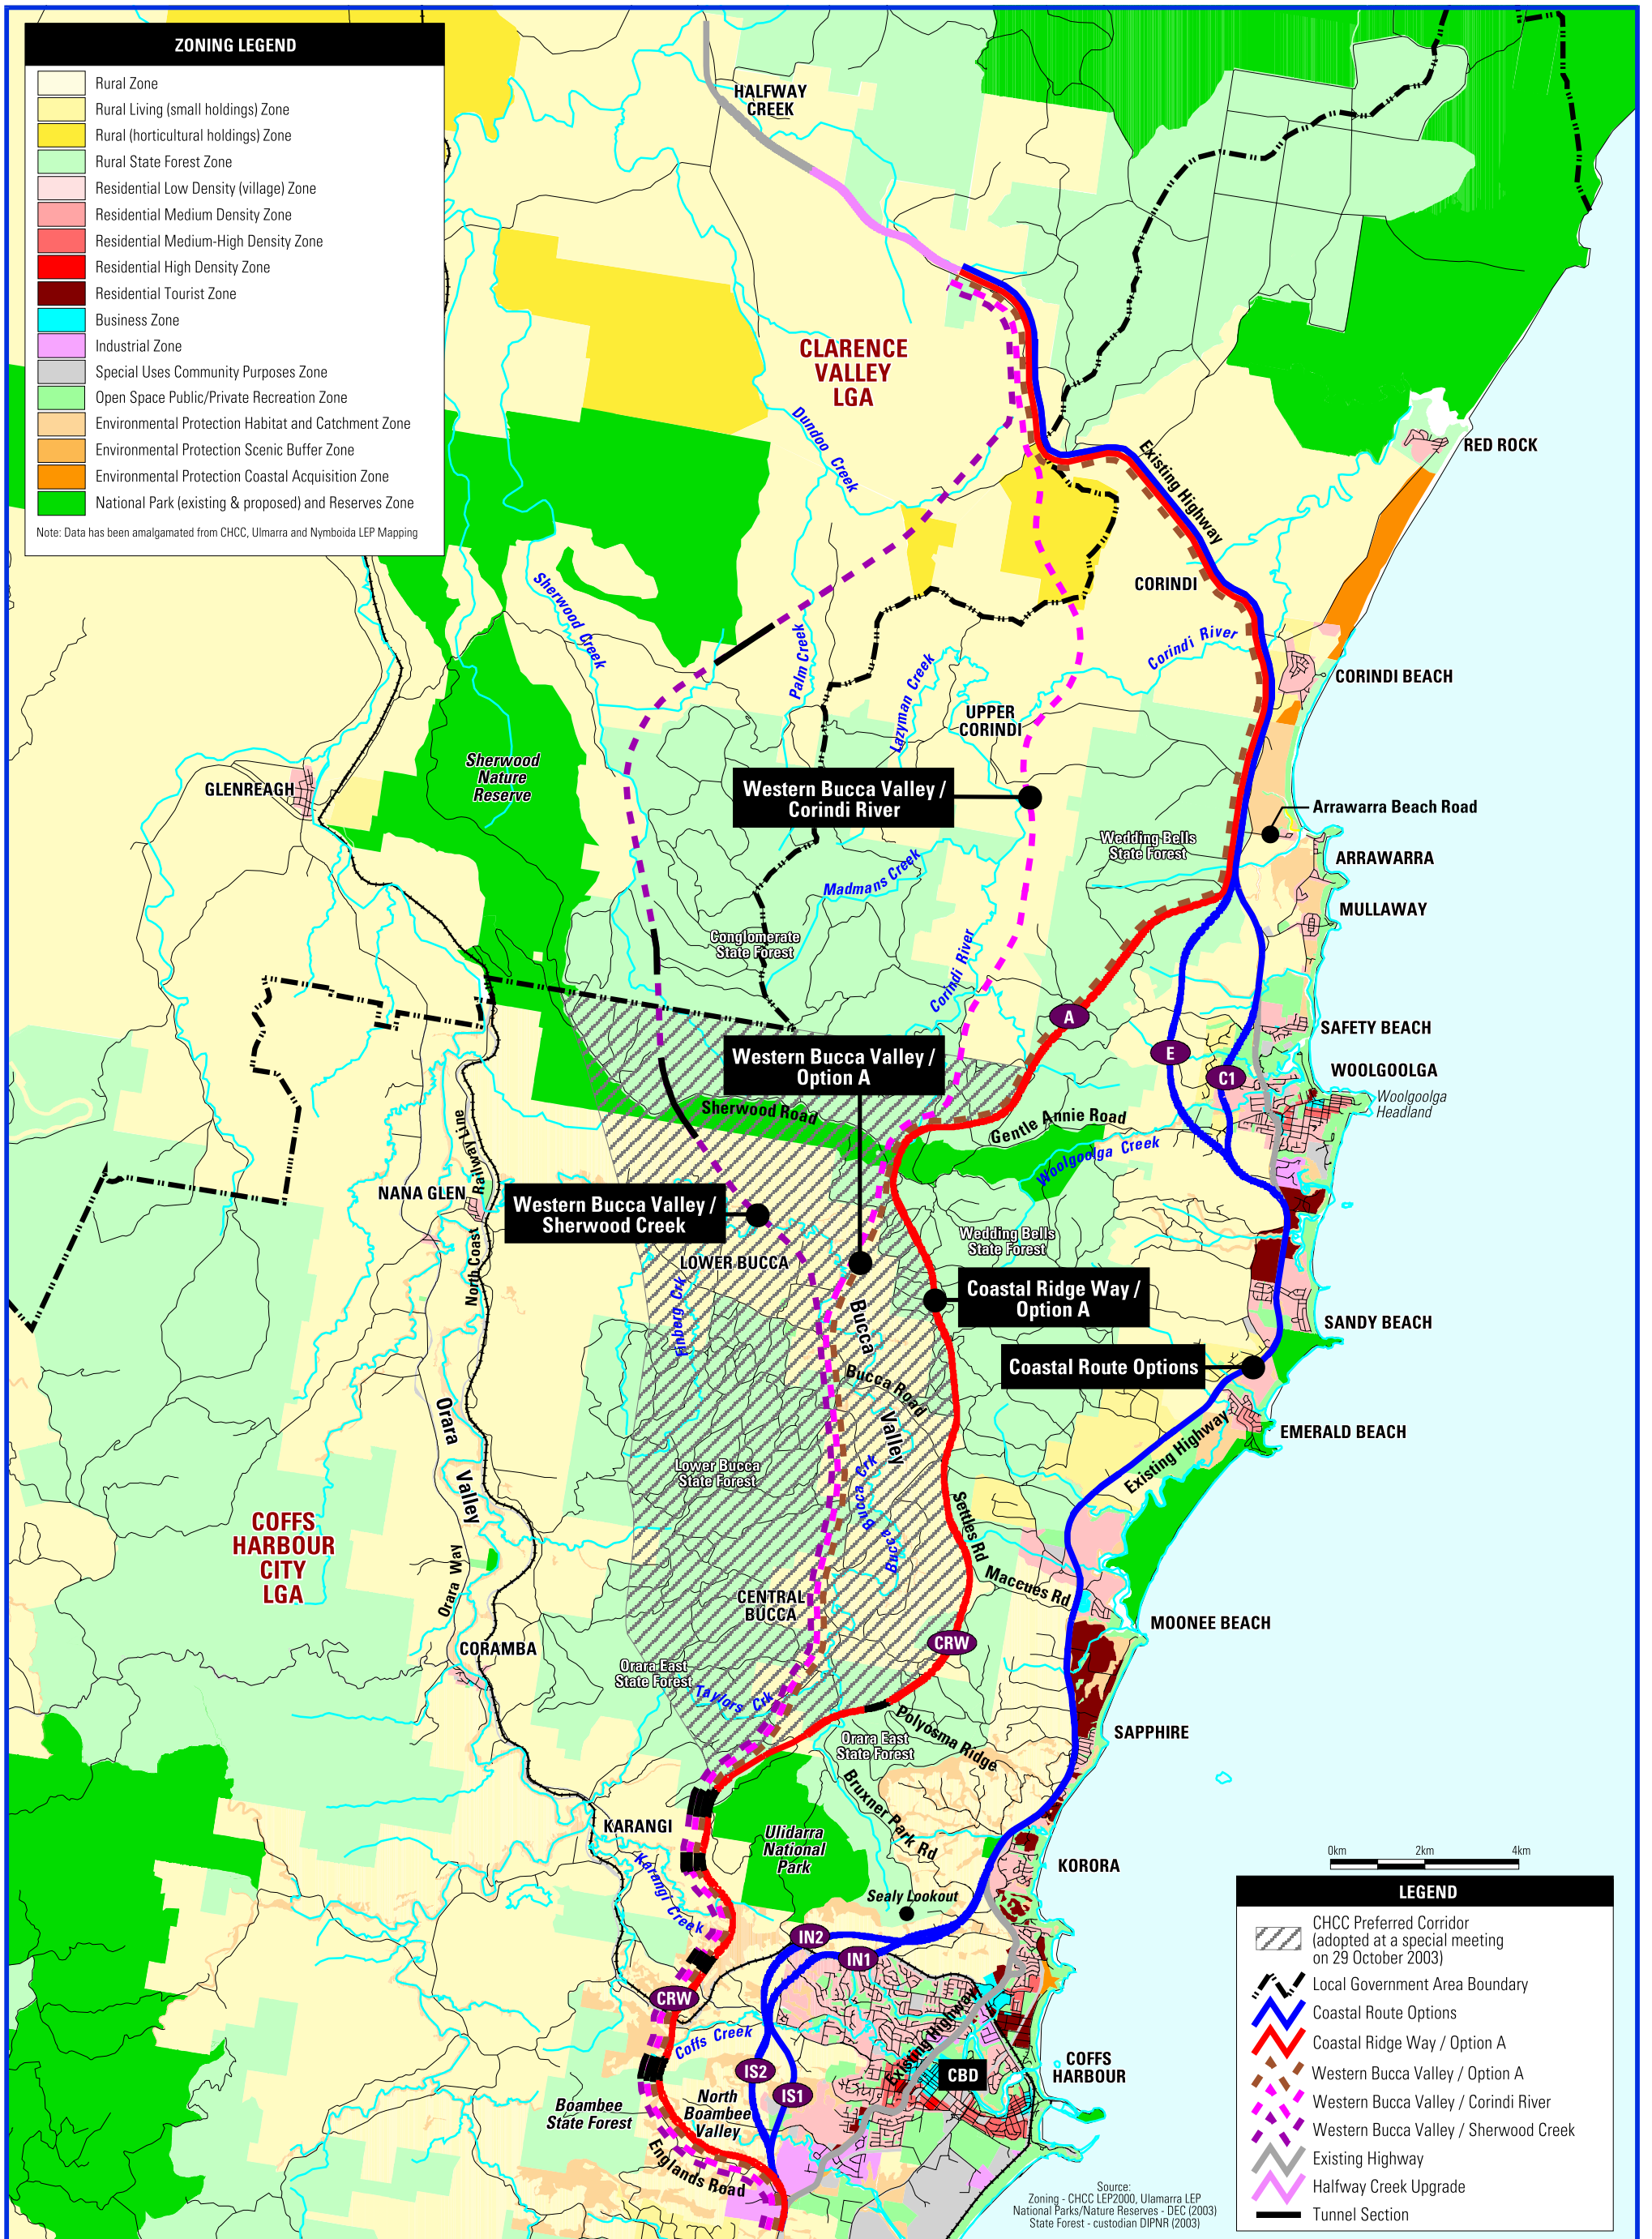 ZONING LEGEND
Rural Zone
Rural Living (small holdings) Zone
Rural (horticultural holdings) Zone
Rural State Forest Zone
Residential Low Density (village) Zone
Residential Medium Density Zone
Residential Medium-High Density Zone
Residential High Density Zone
Residential Tourist Zone
Business Zone
Industrial Zone
Special Uses Community Purposes Zone
Open Space Public/Private Recreation Zone
Environmental Protection Habitat and Catchment Zone
Environmental Protection Scenic Buffer Zone
Environmental Protection Coastal Acquisition Zone
National Park (existing & proposed) and Reserves Zone
Note: Data has been amalgamated from CHCC, Ulmarra and Nymboida LEP Mapping
HALFWAY
CREEK
CLARENCE
VALLEY
LGA
Dundoo Creek
Existing Highway
RED ROCK
Sherwood Creek
CORINDI
Palm Creek
Lazyman Creek
Corindi River
CORINDI BEACH
UPPER
CORINDI
Sherwood
Nature
Reserve
GLENREAGH
Western Bucca Valley /
Corindi River
Arrawarra Beach Road
Wedding Bells
State Forest
ARRAWARRA
Madmans Creek
MULLAWAY
Conglomerate
State Forest
Corindi River
A
E
C1
SAFETY BEACH
WOOLGOOLGA
Woolgoolga
Headland
Western Bucca Valley /
Option A
Sherwood Road
Gentle Annie Road
Woolgoolga Creek
North Coast Railway Line
NANA GLEN
Western Bucca Valley /
Sherwood Creek
Wedding Bells
State Forest
LOWER BUCCA
Finberg Crk
Coastal Ridge Way /
Option A
SANDY BEACH
Coastal Route Options
Bucca Valley
Bucca Road
EMERALD BEACH
Existing Highway
Orara Valley
Lower Bucca
State Forest
Bucca Crk
Bucca
Settles Rd
COFFS
HARBOUR
CITY
LGA
Orara Way
Maccues Rd
CENTRAL
BUCCA
MOONEE BEACH
CORAMBA
CRW
Orara East
State Forest
Taylors Crk
Polyosma Ridge
SAPPHIRE
Orara East
State Forest
Bruxner Park Rd
KARANGI
Ulidarra
National
Park
Karangi Creek
KORORA
Sealy Lookout
IN2
IN1
CRW
Existing Highway
Coffs Creek
IS2
IS1
CBD
COFFS
HARBOUR
Boambee
State Forest
North
Boambee
Valley
Englands Road
0km 2km 4km
LEGEND
CHCC Preferred Corridor
(adopted at a special meeting
on 29 October 2003)
Local Government Area Boundary
Coastal Route Options
Coastal Ridge Way / Option A
Western Bucca Valley / Option A
Western Bucca Valley / Corindi River
Western Bucca Valley / Sherwood Creek
Existing Highway
Halfway Creek Upgrade
Tunnel Section
Source:
Zoning - CHCC LEP2000, Ulamarra LEP
National Parks/Nature Reserves - DEC (2003)
State Forest - custodian DIPNR (2003)